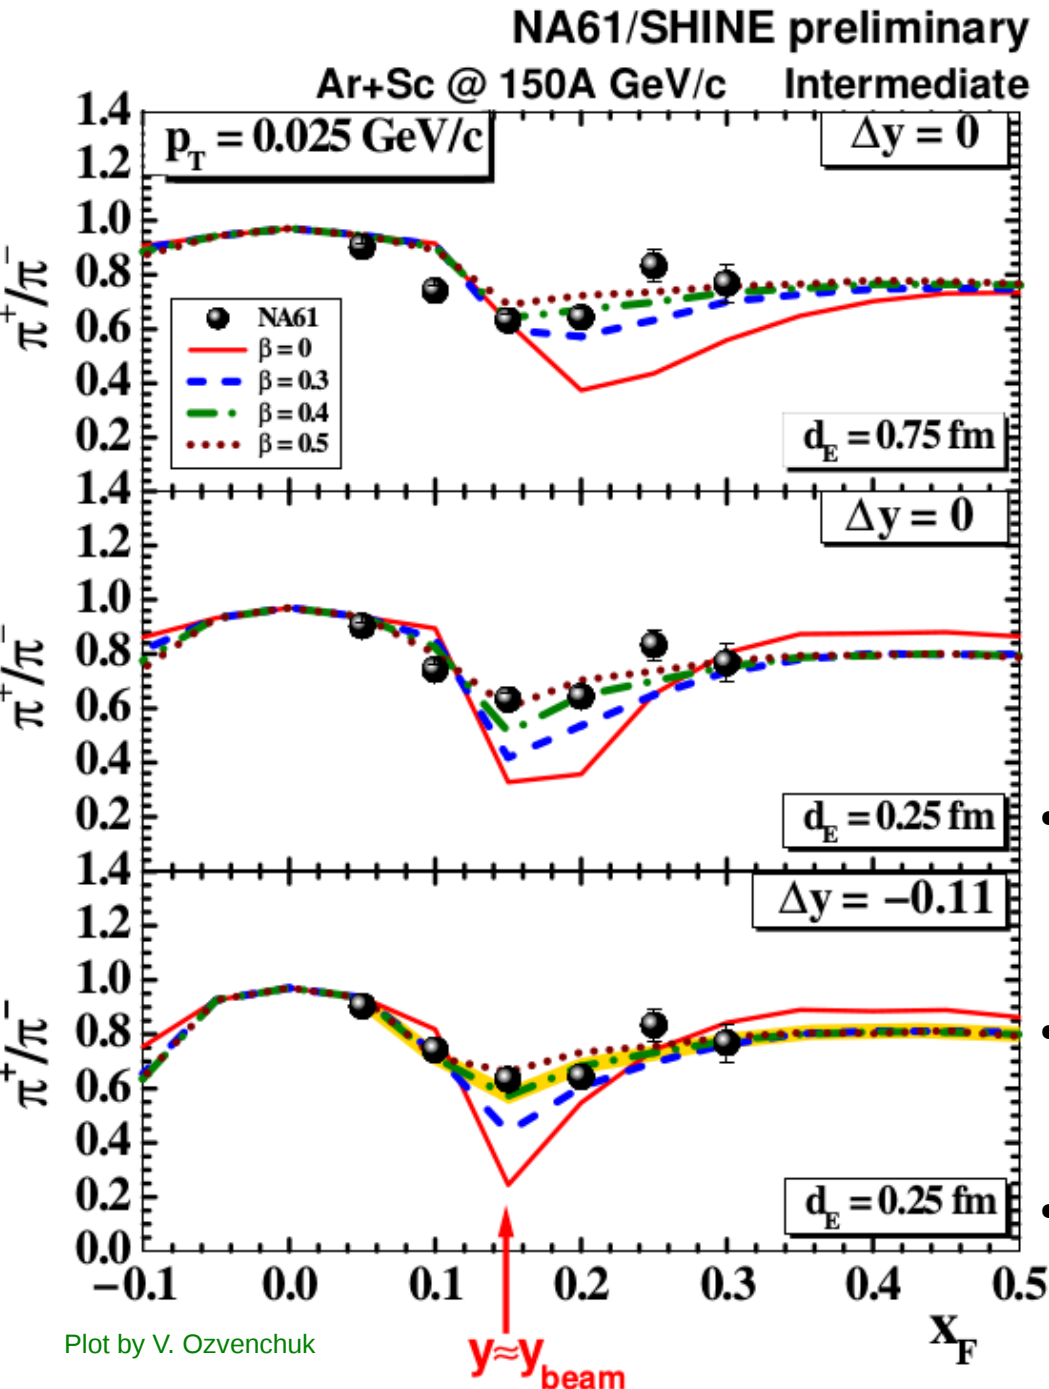 NA61/SHINE preliminary
Ar+Sc @ 150A GeV/c Intermediate
1.4
p_T = 0.025 GeV/c
Δy = 0
1.2
1.0
0.8
0.6
0.4
0.2
π⁺/π⁻
NA61
β = 0
β = 0.3
β = 0.4
β = 0.5
d_E = 0.75 fm
1.4
Δy = 0
1.2
1.0
0.8
0.6
0.4
0.2
π⁺/π⁻
d_E = 0.25 fm
1.4
Δy = −0.11
1.2
1.0
0.8
0.6
0.4
0.2
0.0
π⁺/π⁻
d_E = 0.25 fm
−0.1 0.0 0.1 0.2 0.3 0.4 0.5
x_F
Plot by V. Ozvenchuk
y≈y_beam